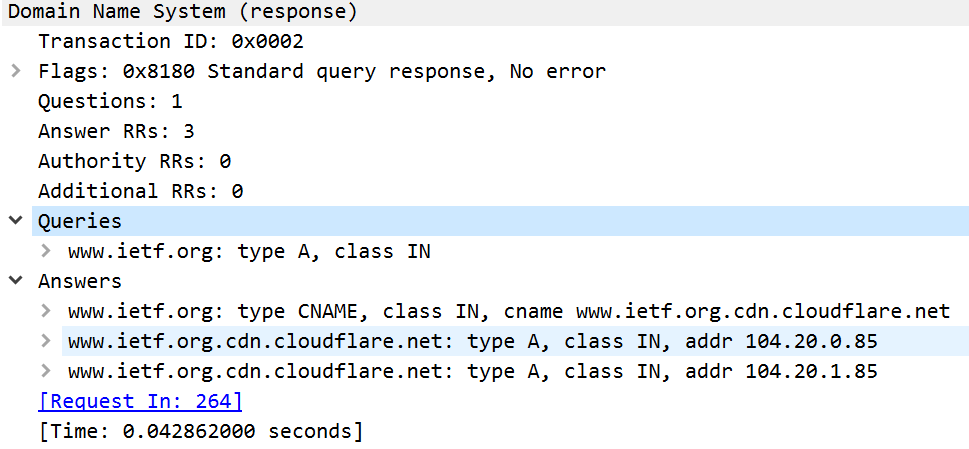 Domain Name System (response)
Transaction ID: 0x0002
Flags: 0x8180 Standard query response, No error
Questions: 1
Answer RRs: 3
Authority RRs: 0
Additional RRs: 0
Queries
www.ietf.org: type A, class IN
Answers
www.ietf.org: type CNAME, class IN, cname www.ietf.org.cdn.cloudflare.net
www.ietf.org.cdn.cloudflare.net: type A, class IN, addr 104.20.0.85
www.ietf.org.cdn.cloudflare.net: type A, class IN, addr 104.20.1.85
[Request In: 264]
[Time: 0.042862000 seconds]